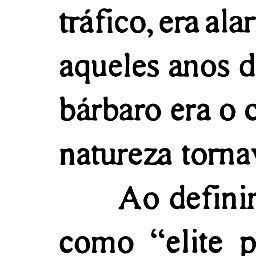 tráfico, era alar
aqueles anos d
bárbaro era o c
natureza tornav
Ao definir
como “elite p